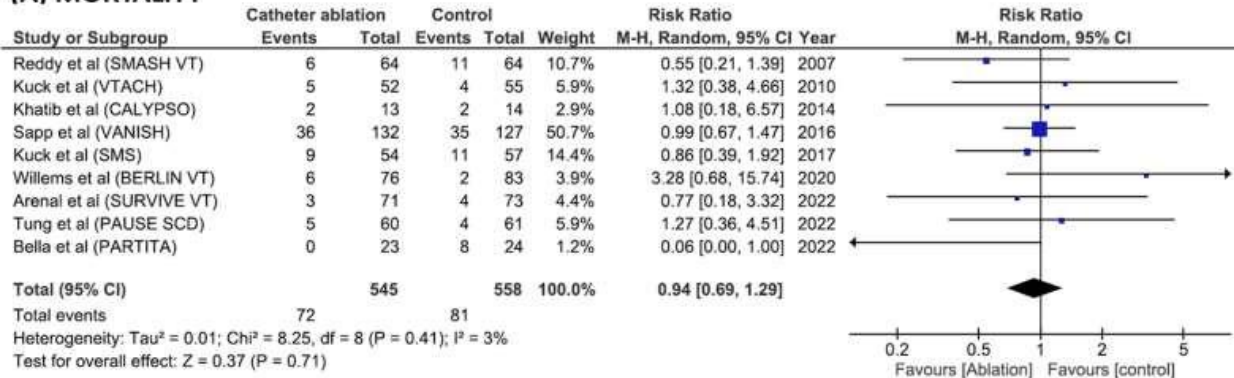 (A) MORTALITY
Catheter ablation Control Risk Ratio Risk Ratio
Study or Subgroup Events Total Events Total Weight M-H, Random, 95% CI Year M-H, Random, 95% CI
Reddy et al (SMASH VT) 6 64 11 64 10.7% 0.55 [0.21, 1.39] 2007
Kuck et al (VTACH) 5 52 4 55 5.9% 1.32 [0.38, 4.66] 2010
Khatib et al (CALYPSO) 2 13 2 14 2.9% 1.08 [0.18, 6.57] 2014
Sapp et al (VANISH) 36 132 35 127 50.7% 0.99 [0.67, 1.47] 2016
Kuck et al (SMS) 9 54 11 57 14.4% 0.86 [0.39, 1.92] 2017
Willems et al (BERLIN VT) 6 76 2 83 3.9% 3.28 [0.68, 15.74] 2020
Arenal et al (SURVIVE VT) 3 71 4 73 4.4% 0.77 [0.18, 3.32] 2022
Tung et al (PAUSE SCD) 5 60 4 61 6.0% 1.27 [0.36, 4.51] 2022
Bella et al (PARTITA) 0 23 8 24 1.2% 0.06 [0.00, 1.00] 2022
Total (95% CI) 545 558 100.0% 0.94 [0.69, 1.29]
Total events 72 81
Heterogeneity: Tau² = 0.01; Chi² = 8.25, df = 8 (P = 0.41); I² = 3%
Test for overall effect: Z = 0.37 (P = 0.71)
0.2 0.5 1 2 5
Favours [Ablation] Favours [control]